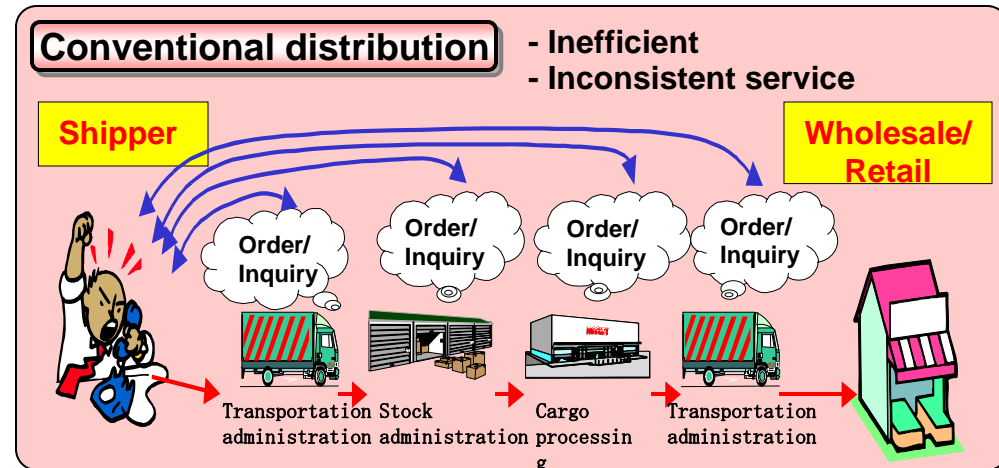 Conventional distribution
- Inefficient
- Inconsistent service
Shipper
Wholesale/
Retail
Order/
Inquiry
Order/
Inquiry
Order/
Inquiry
Order/
Inquiry
Transportation
administration
Stock
administration
Cargo
processin
g
Transportation
administration